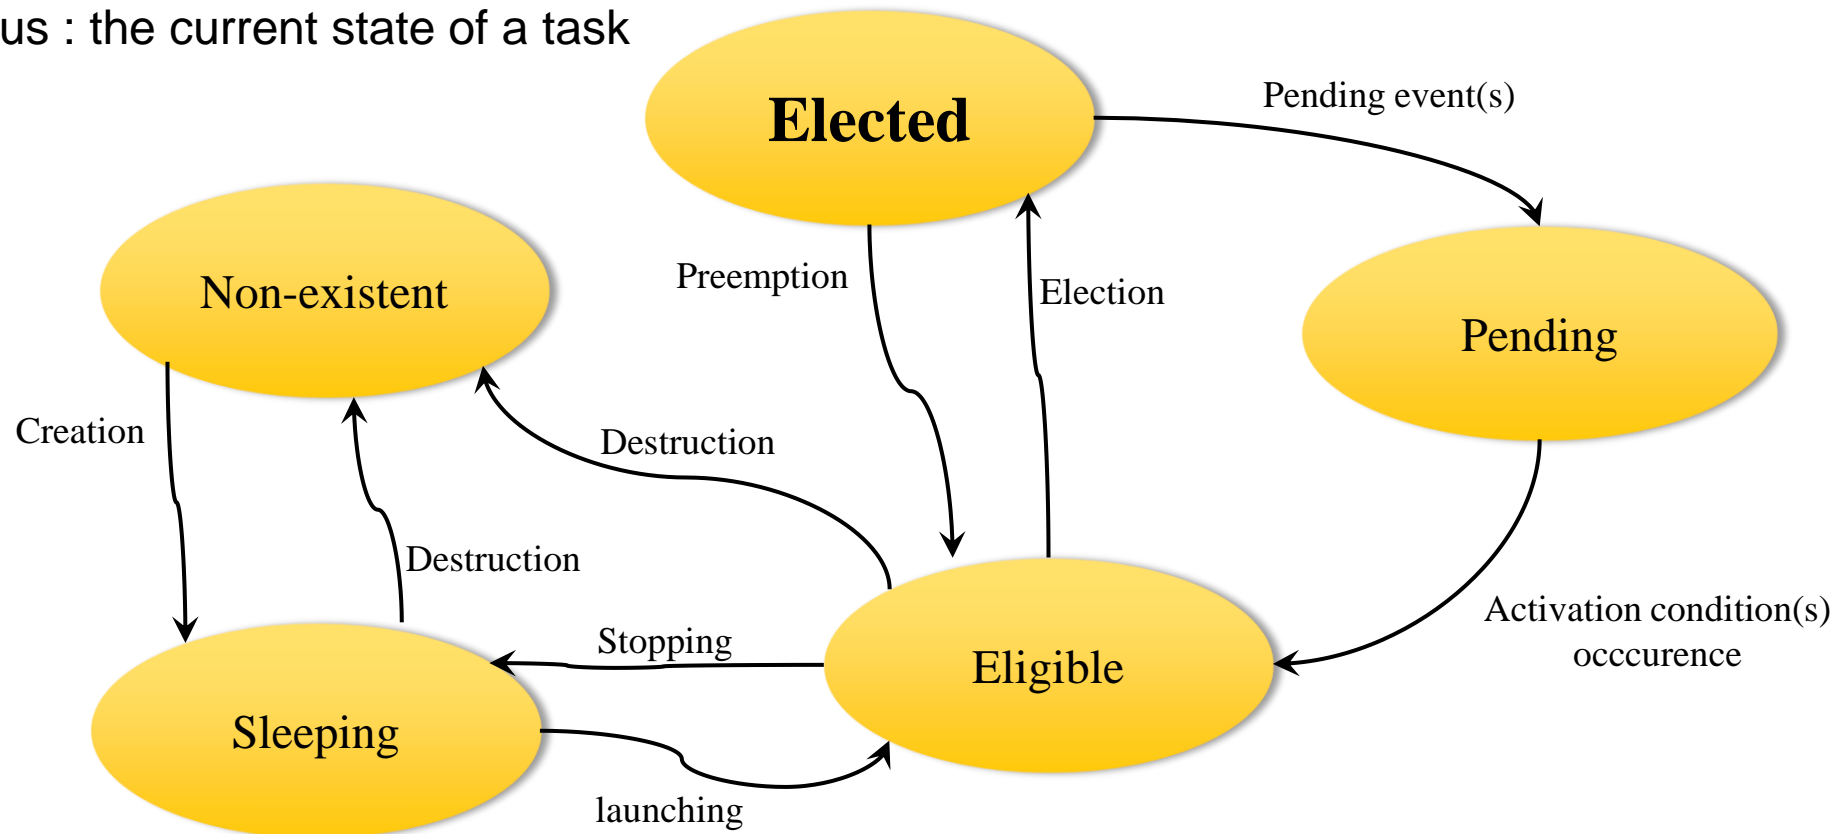 us : the current state of a task
Elected
Pending event(s)
Non-existent
Preemption
Election
Pending
Creation
Destruction
Destruction
Stopping
Eligible
Activation condition(s)
occcurence
Sleeping
launching